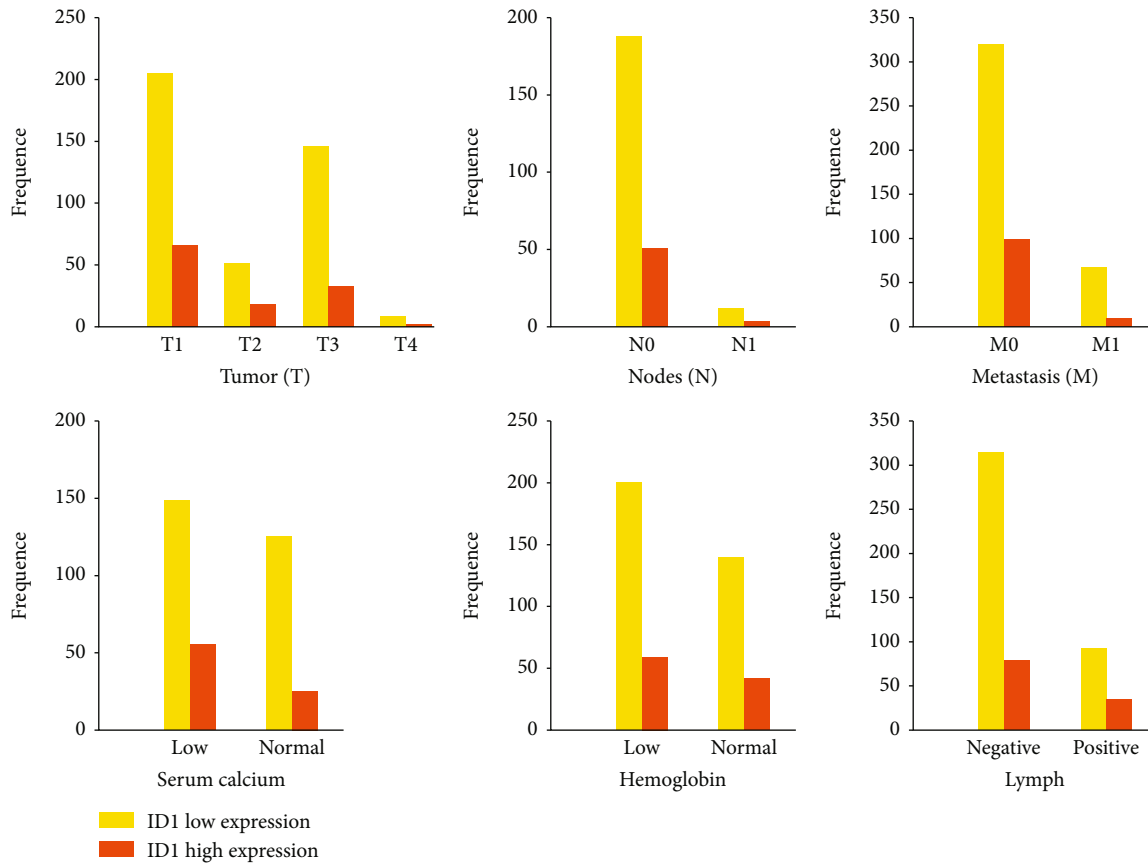 250
200
150
100
50
0
Frequence
T1 T2 T3 T4
Tumor (T)
200
150
100
50
0
Frequence
N0 N1
Nodes (N)
350
300
250
200
150
100
50
0
Frequence
M0 M1
Metastasis (M)
200
150
100
50
0
Frequence
Low Normal
Serum calcium
250
200
150
100
50
0
Frequence
Low Normal
Hemoglobin
350
300
250
200
150
100
50
0
Frequence
Negative Positive
Lymph
ID1 low expression
ID1 high expression